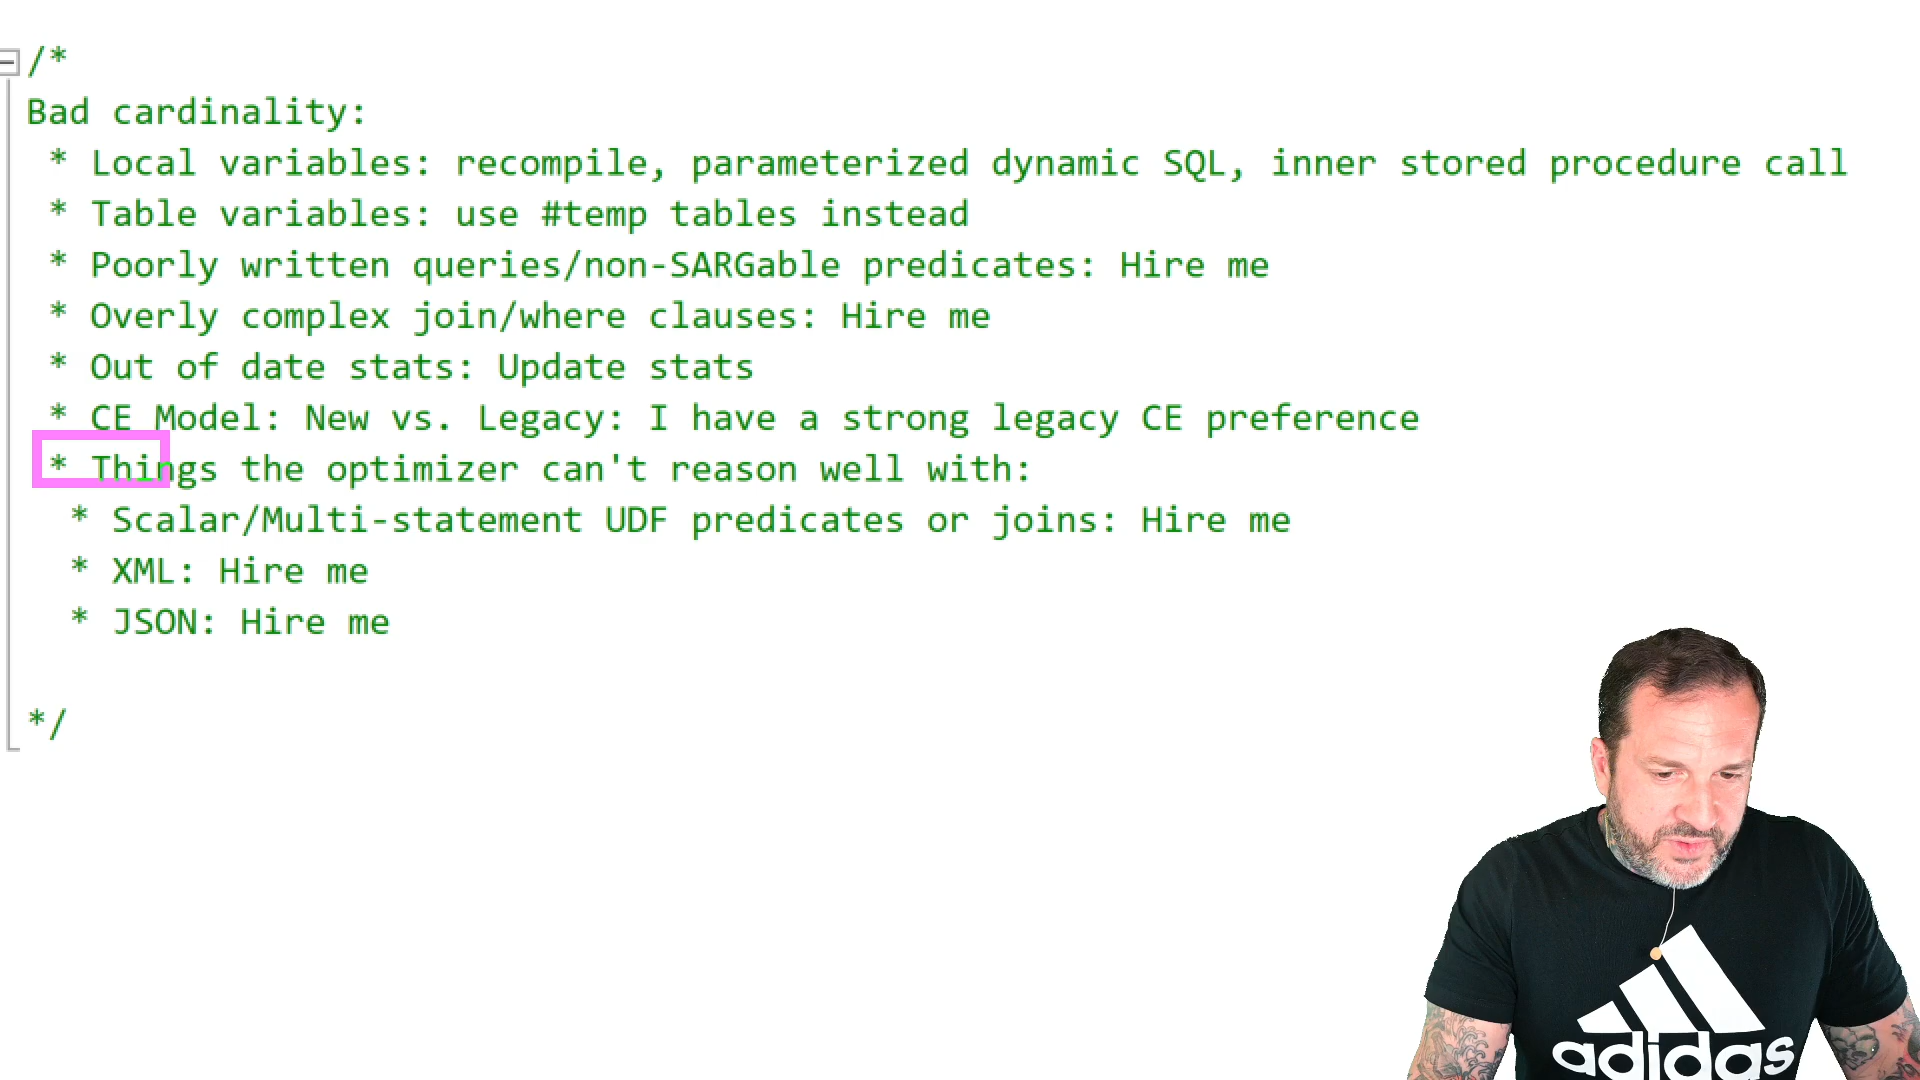 /*
Bad cardinality:
* Local variables: recompile, parameterized dynamic SQL, inner stored procedure call
* Table variables: use #temp tables instead
* Poorly written queries/non-SARGable predicates: Hire me
* Overly complex join/where clauses: Hire me
* Out of date stats: Update stats
* CE Model: New vs. Legacy: I have a strong legacy CE preference
* Things the optimizer can't reason well with:
* Scalar/Multi-statement UDF predicates or joins: Hire me
* XML: Hire me
* JSON: Hire me
*/
adidas